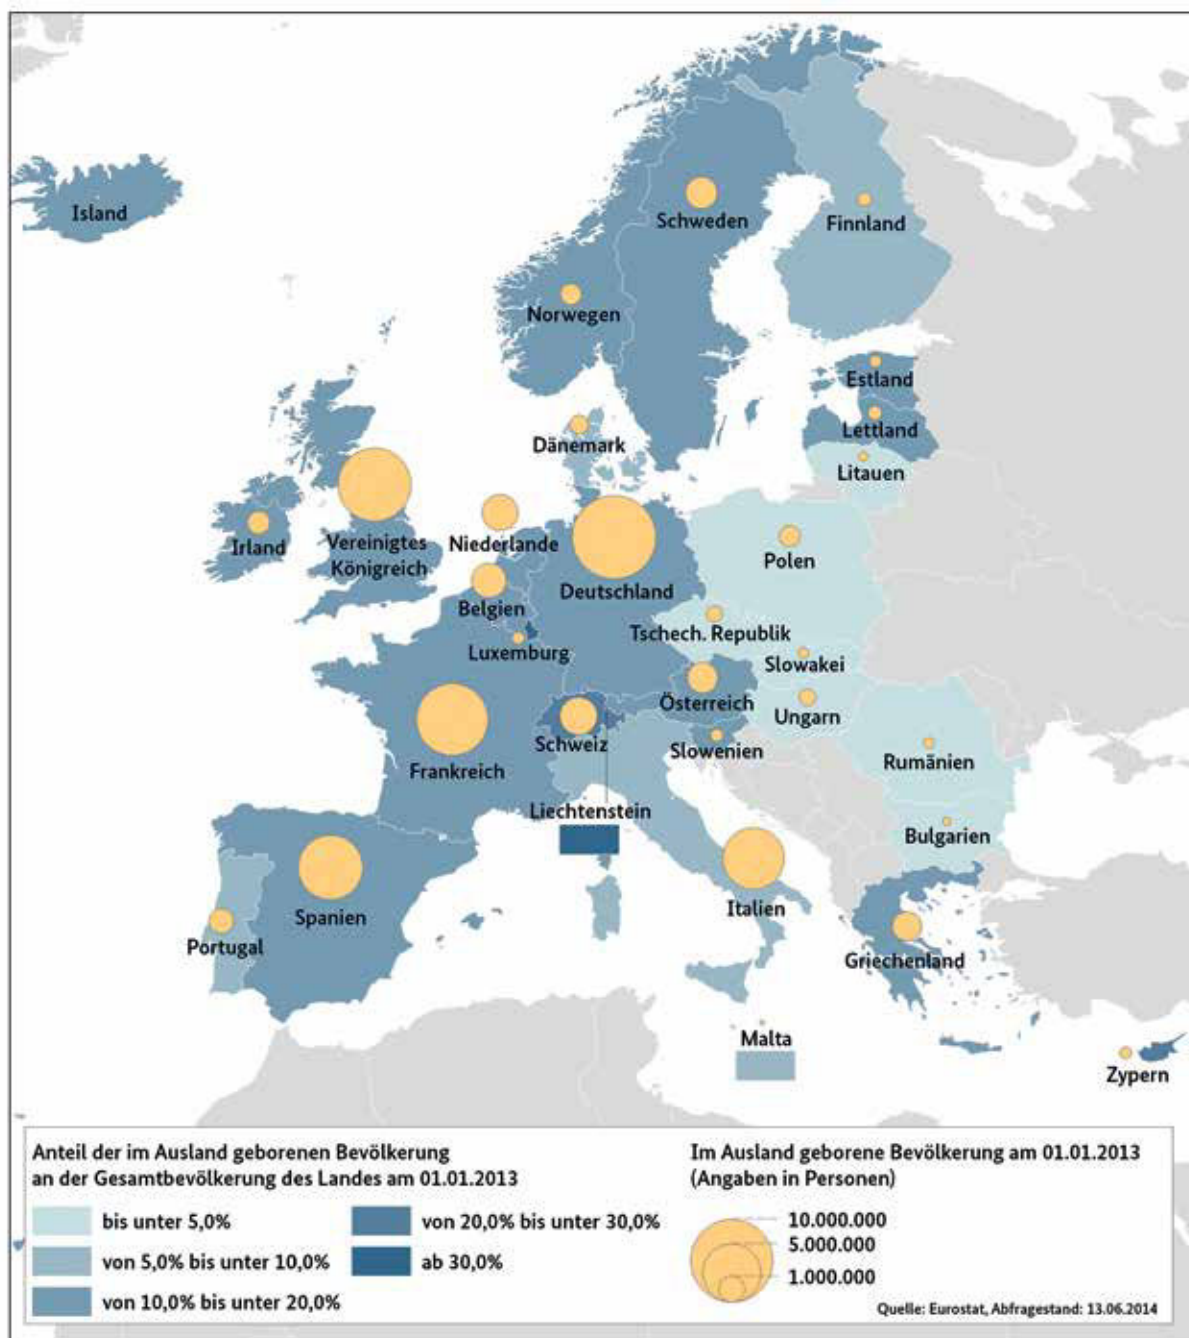 Island
Schweden
Finnland
Norwegen
Estland
Lettland
Dänemark
Litauen
Irland
Vereinigtes
Königreich
Niederlande
Deutschland
Polen
Belgien
Tschech. Republik
Luxemburg
Slowakei
Österreich
Ungarn
Schweiz
Slowenien
Frankreich
Rumänien
Liechtenstein
Bulgarien
Spanien
Italien
Portugal
Griechenland
Malta
Zypern
Anteil der im Ausland geborenen Bevölkerung
an der Gesamtbevölkerung des Landes am 01.01.2013
bis unter 5,0%
von 5,0% bis unter 10,0%
von 10,0% bis unter 20,0%
von 20,0% bis unter 30,0%
ab 30,0%
Im Ausland geborene Bevölkerung am 01.01.2013
(Angaben in Personen)
10.000.000
5.000.000
1.000.000
Quelle: Eurostat, Abfragestand: 13.06.2014